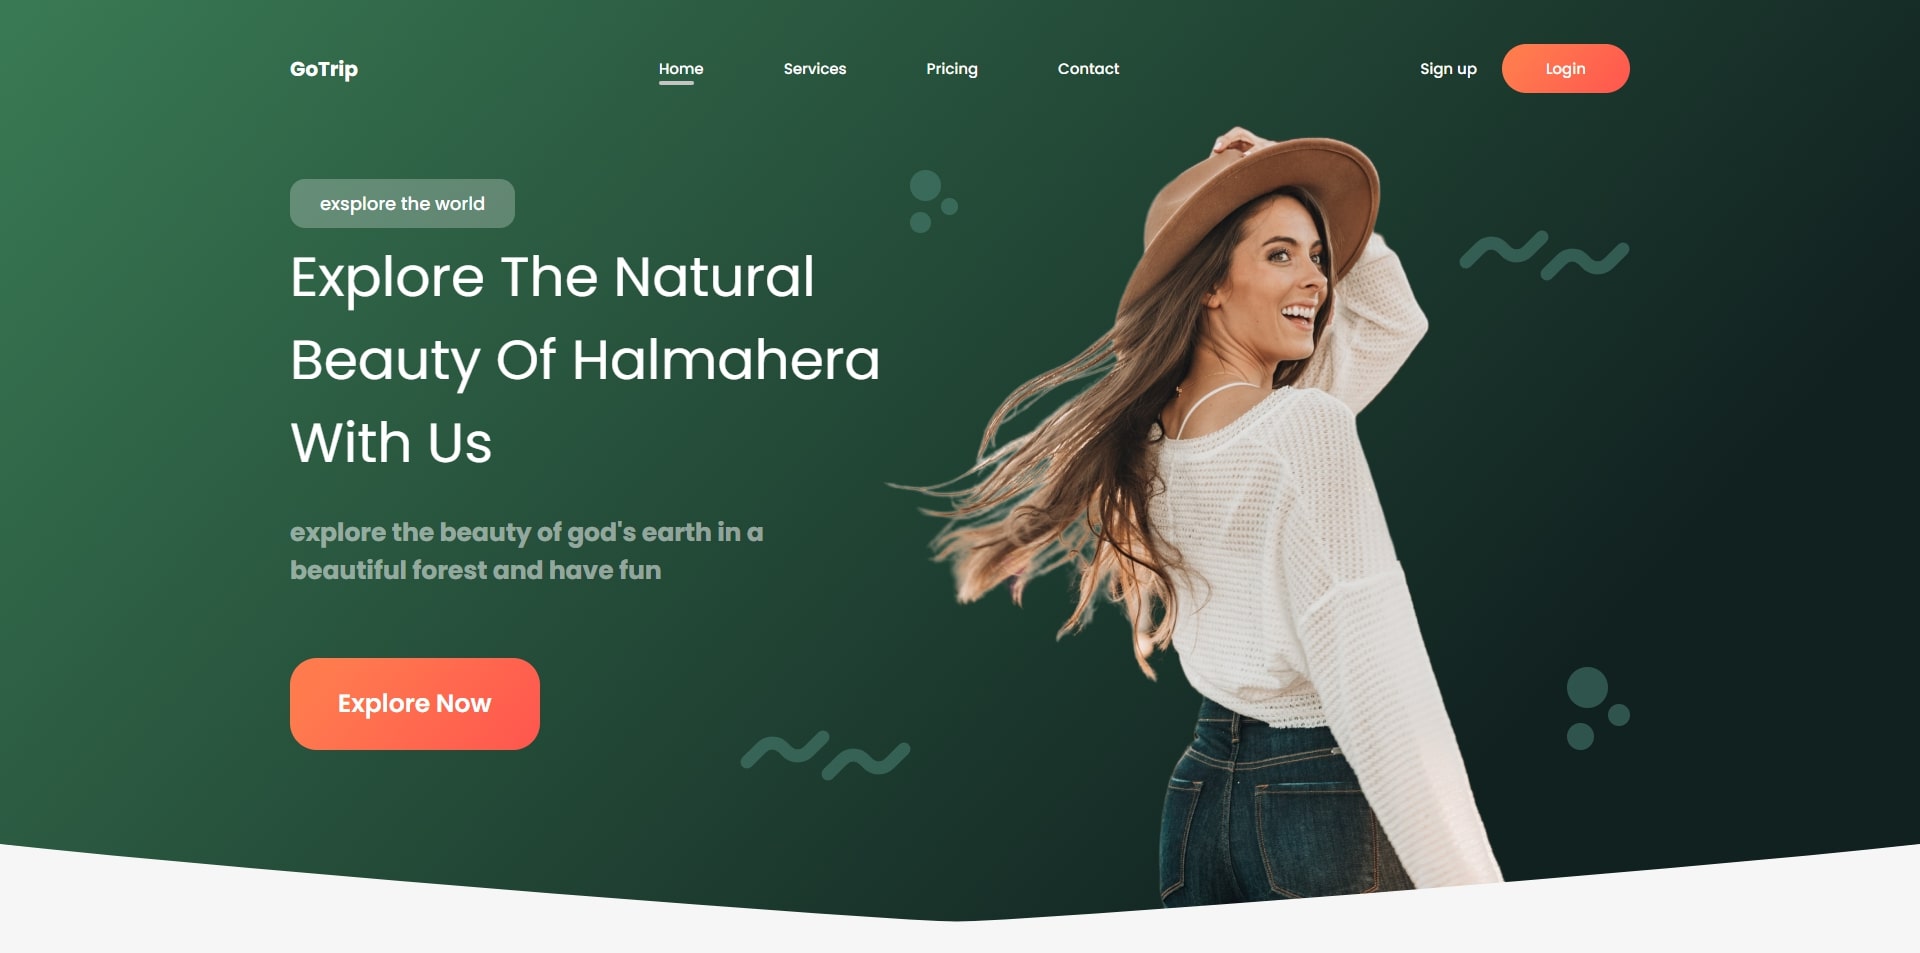 GoTrip
Home Services Pricing Contact
Sign up Login
exsplore the world
Explore The Natural
Beauty Of Halmahera
With Us
explore the beauty of god's earth in a
beautiful forest and have fun
Explore Now